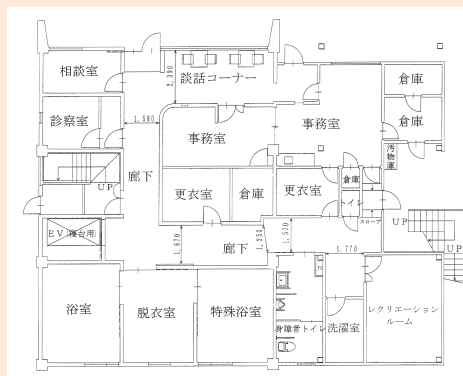 相談室
談話コーナー
2,390
倉庫
診察室
1,680
事務室
事務室
倉庫
汚物庫
廊下
UP
更衣室
倉庫
更衣室
倉庫
トイレ
スロープ
UP
EV(寝台用)
1,670
廊下
1,250
1,570
1,770
UP
浴室
脱衣室
特殊浴室
身障者トイレ
洗濯室
レクリエーション
ルーム